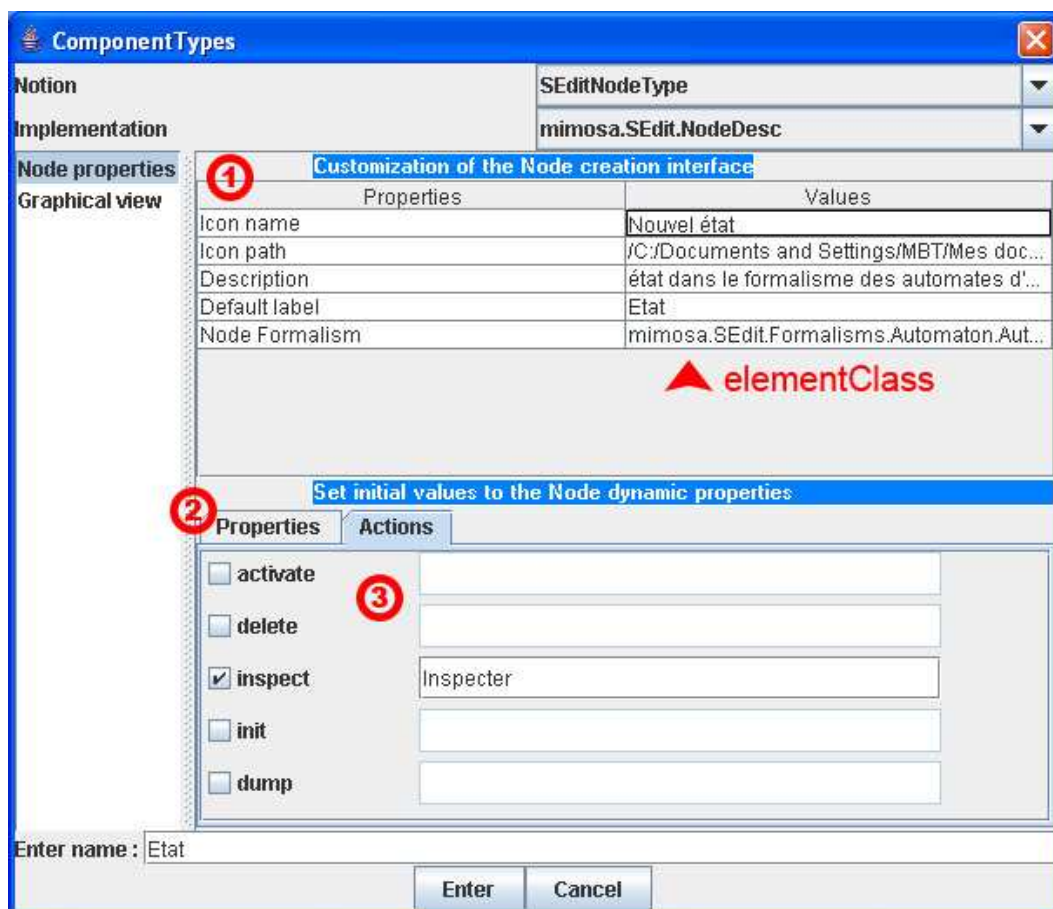 ComponentTypes
Notion SEditNodeType
Implementation mimosa.SEdit.NodeDesc
Node properties
Graphical view
1 Customization of the Node creation interface
Properties Values
Icon name Nouvel état
Icon path /C:/Documents and Settings/MBT/Mes doc...
Description état dans le formalisme des automates d'...
Default label Etat
Node Formalism mimosa.SEdit.Formalisms.Automaton.Aut...
elementClass
Set initial values to the Node dynamic properties
2 Properties Actions
activate
3
delete
inspect Inspecter
init
dump
Enter name : Etat
Enter Cancel